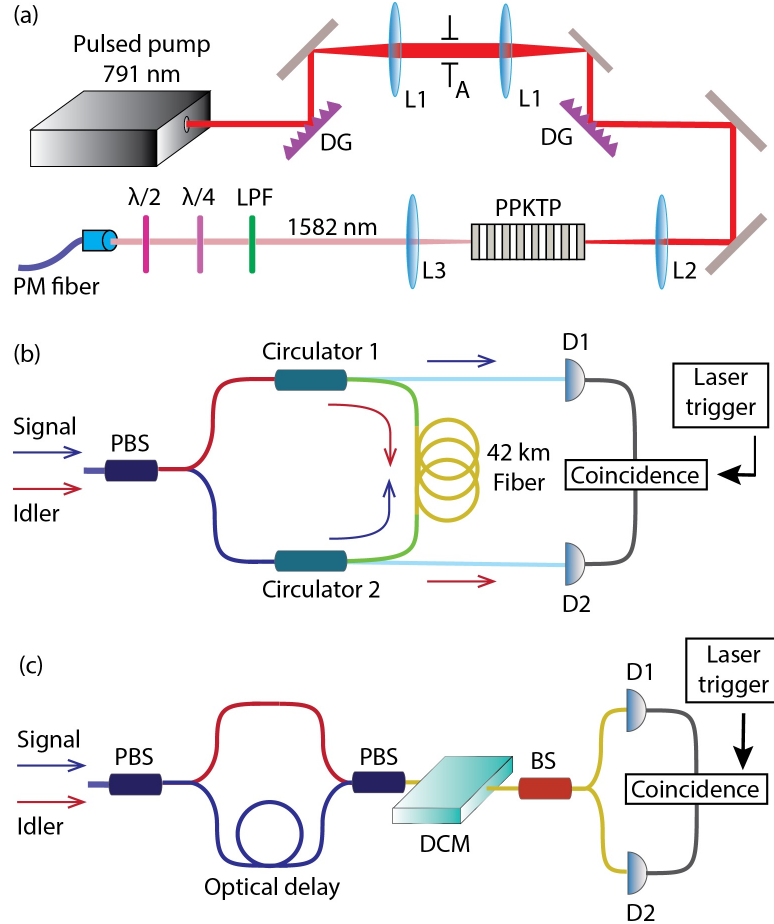 (a)
Pulsed pump
791 nm
DG
L1
A
L1
DG
λ/2
λ/4
LPF
1582 nm
PPKTP
PM fiber
L3
L2
(b)
Circulator 1
D1
Laser
trigger
Signal
PBS
42 km
Fiber
Coincidence
Idler
Circulator 2
D2
(c)
D1
Laser
trigger
Signal
PBS
PBS
BS
Coincidence
Idler
DCM
Optical delay
D2